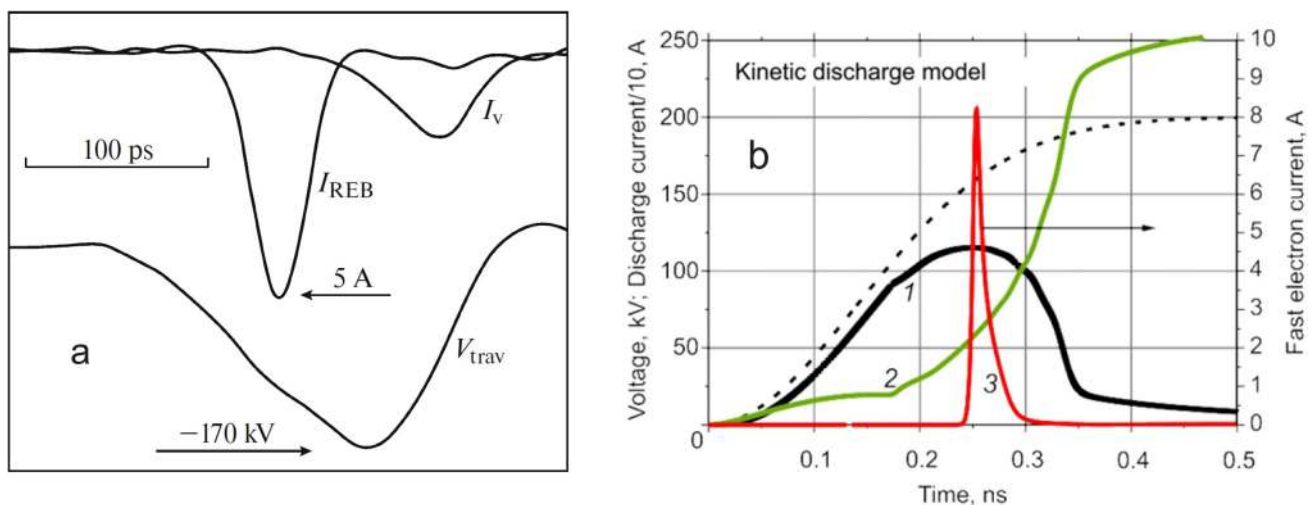 100 ps
I_v
I_REB
5 A
a
V_trav
−170 kV
Voltage, kV; Discharge current/10, A
250
200
150
100
50
0
Kinetic discharge model
b
1
2
3
10
9
8
7
6
5
4
3
2
1
0
Fast electron current, A
0.1
0.2
0.3
0.4
0.5
Time, ns